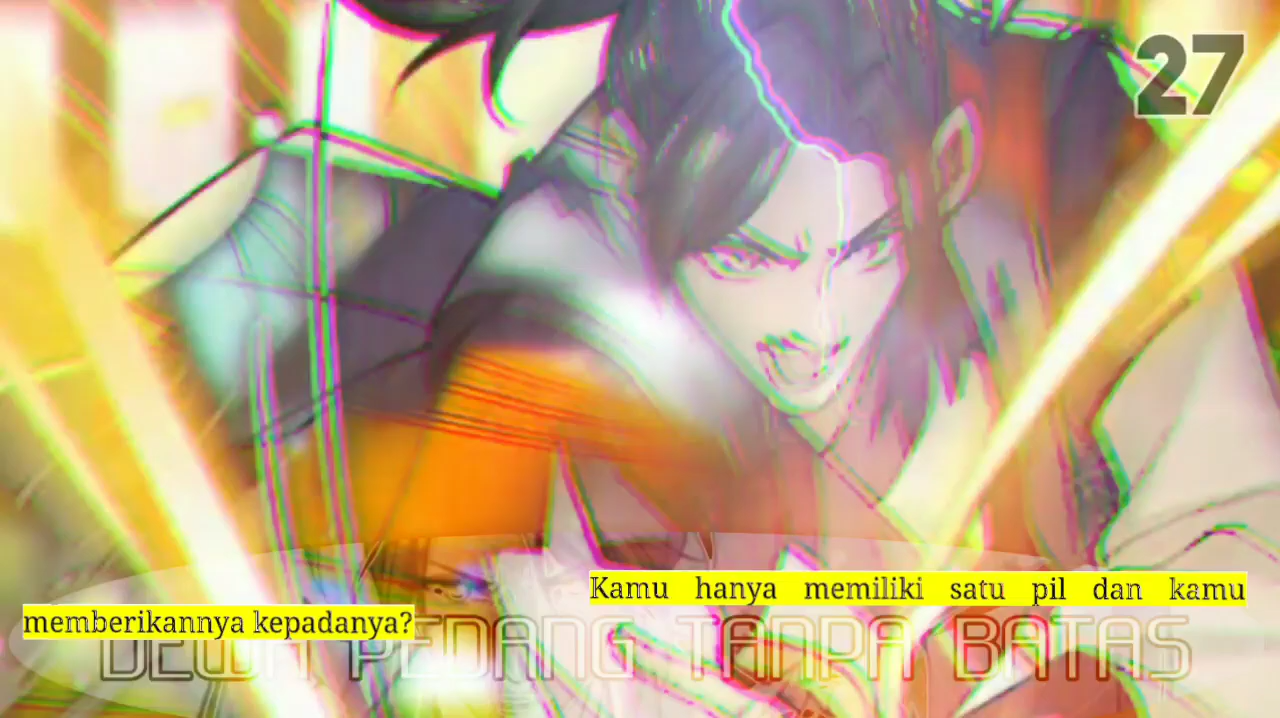 27
Kamu hanya memiliki satu pil dan kamu
memberikannya kepadanya?
DEWA PEDANG TANPA BATAS